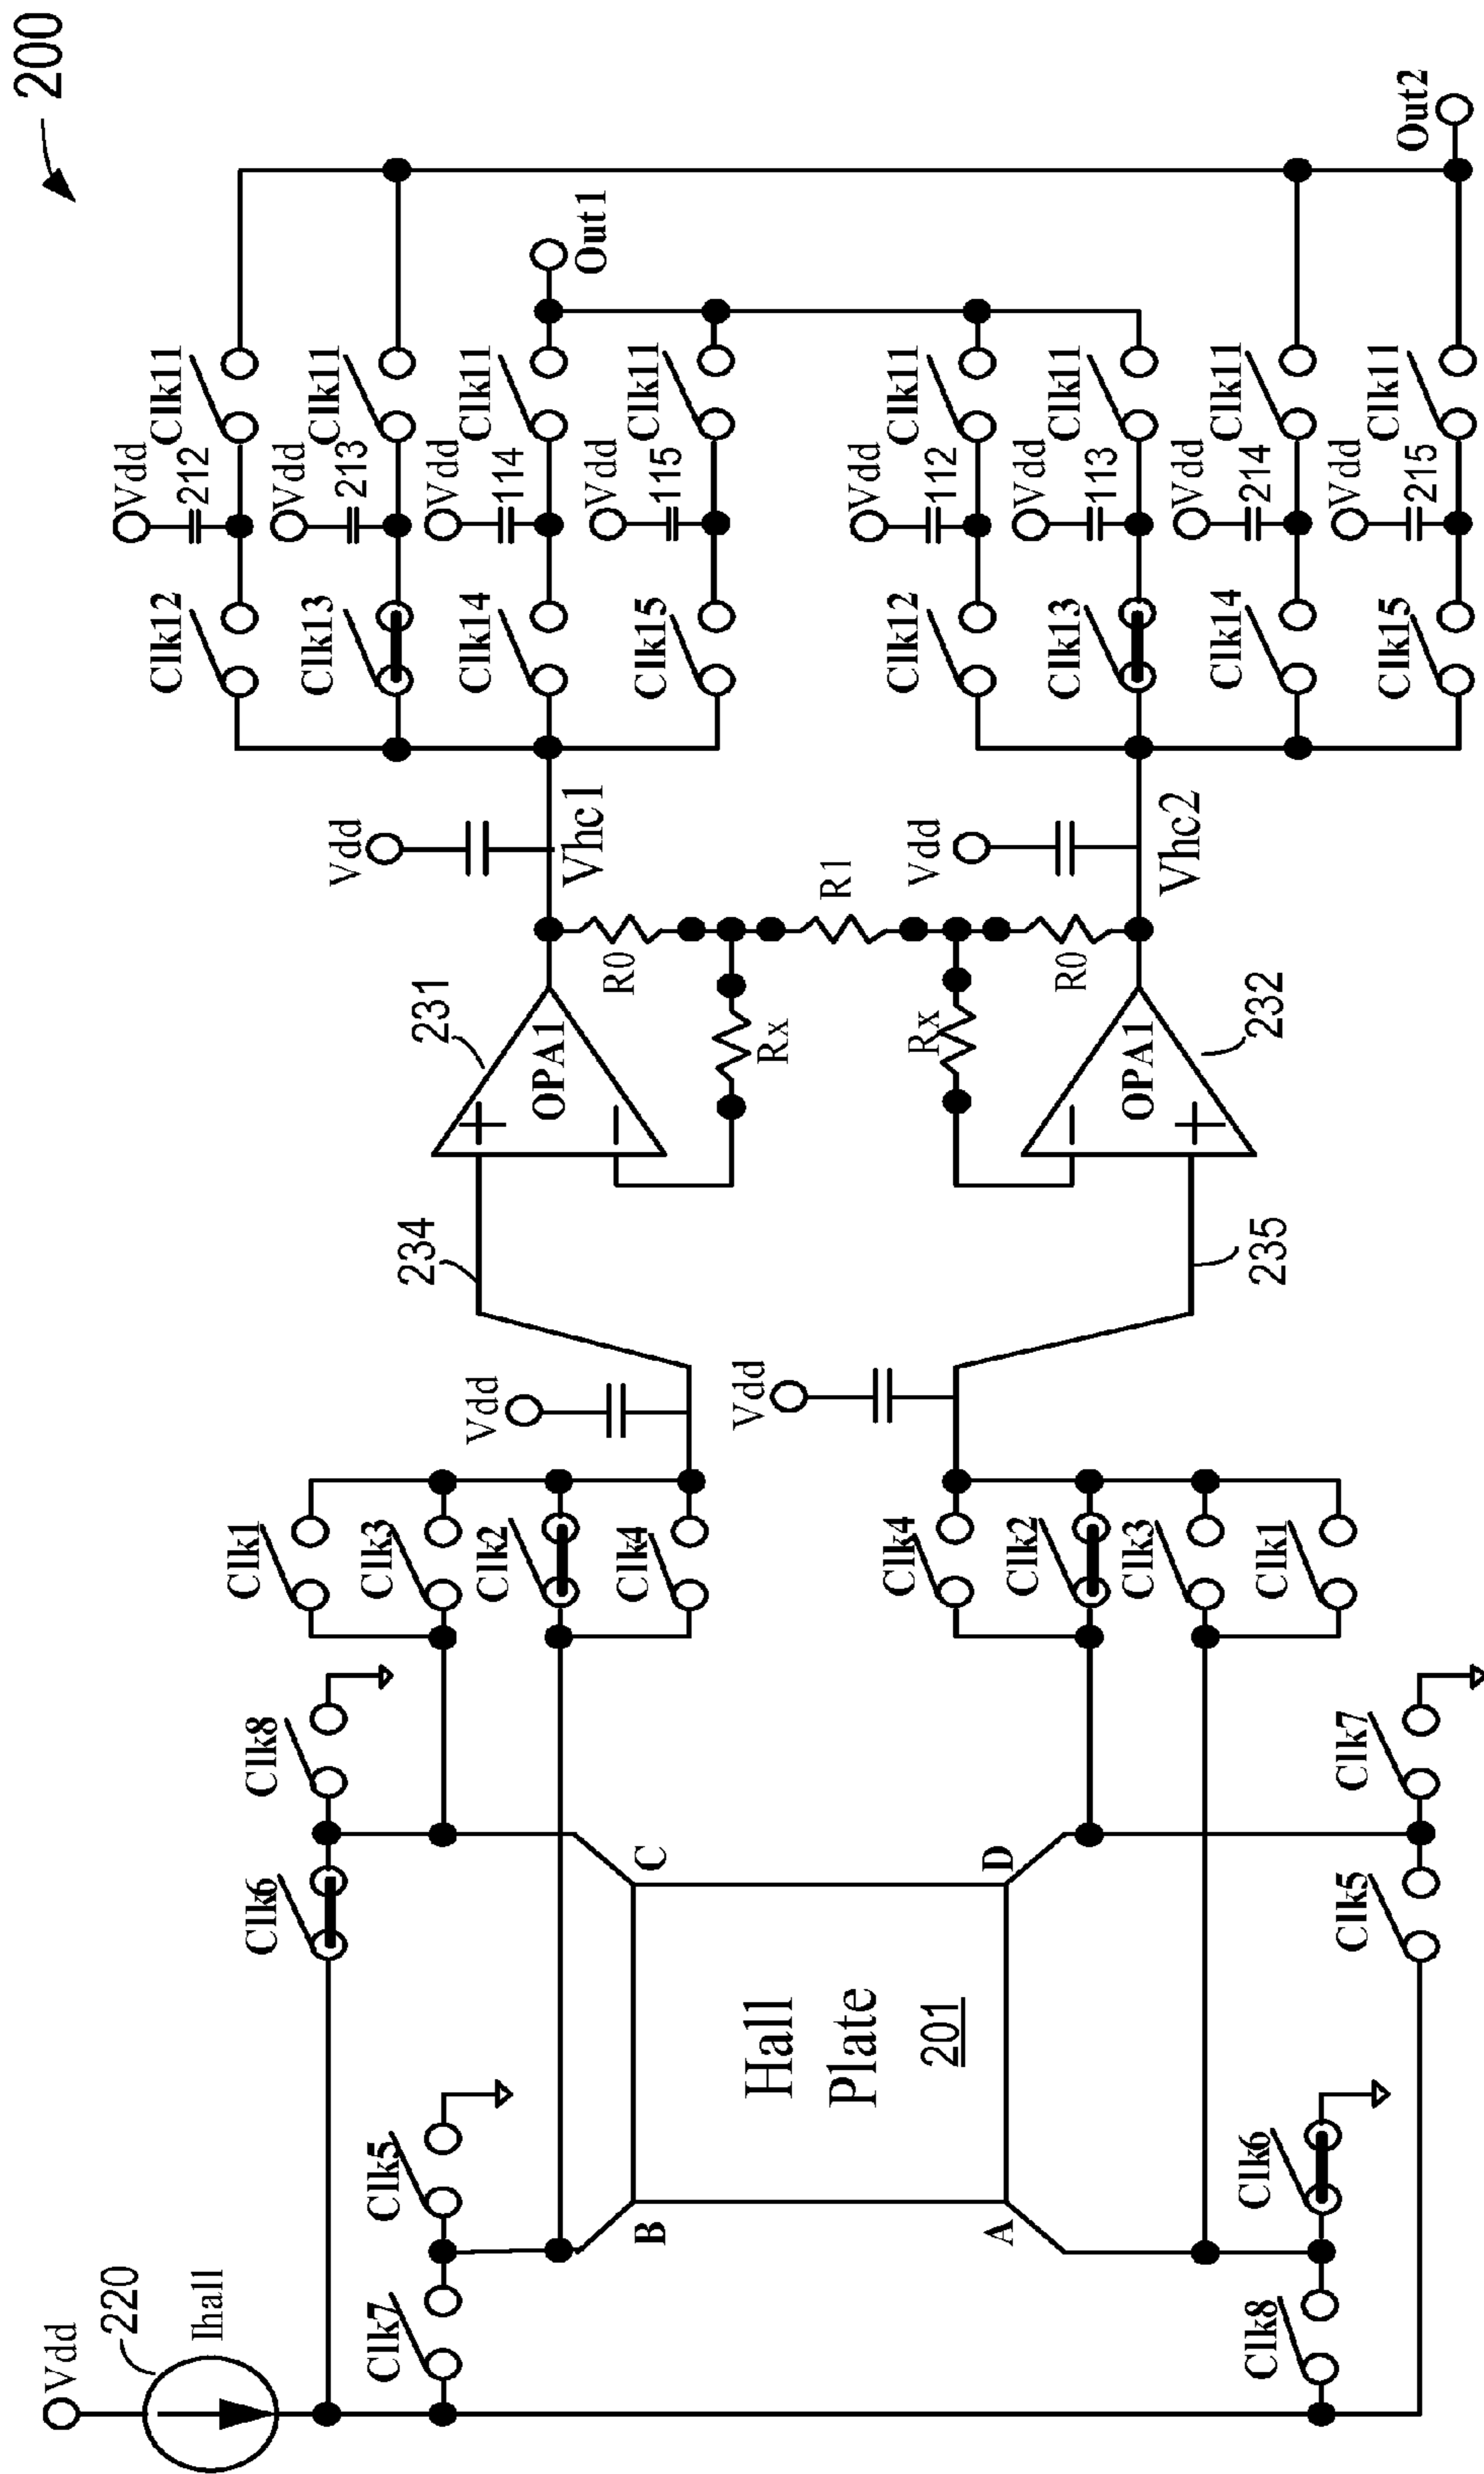 200
Vdd
220
Ihall
Clk7
Clk5
Clk6
Clk8
Clk8
Clk6
Clk5
Clk7
B
C
A
D
Hall
Plate
201
Clk1
Clk3
Clk2
Clk4
Clk4
Clk2
Clk3
Clk1
Vdd
Vdd
234
235
231
OPA1
232
OPA1
Rx
Rx
R0
R1
R0
Vdd
Vhc1
Vdd
Vhc2
Clk12
Vdd
212
Clk11
Clk13
Vdd
213
Clk11
Clk14
Vdd
114
Clk11
Clk15
Vdd
115
Clk11
Out1
Clk12
Vdd
112
Clk11
Clk13
Vdd
113
Clk11
Clk14
Vdd
214
Clk11
Clk15
Vdd
215
Clk11
Out2